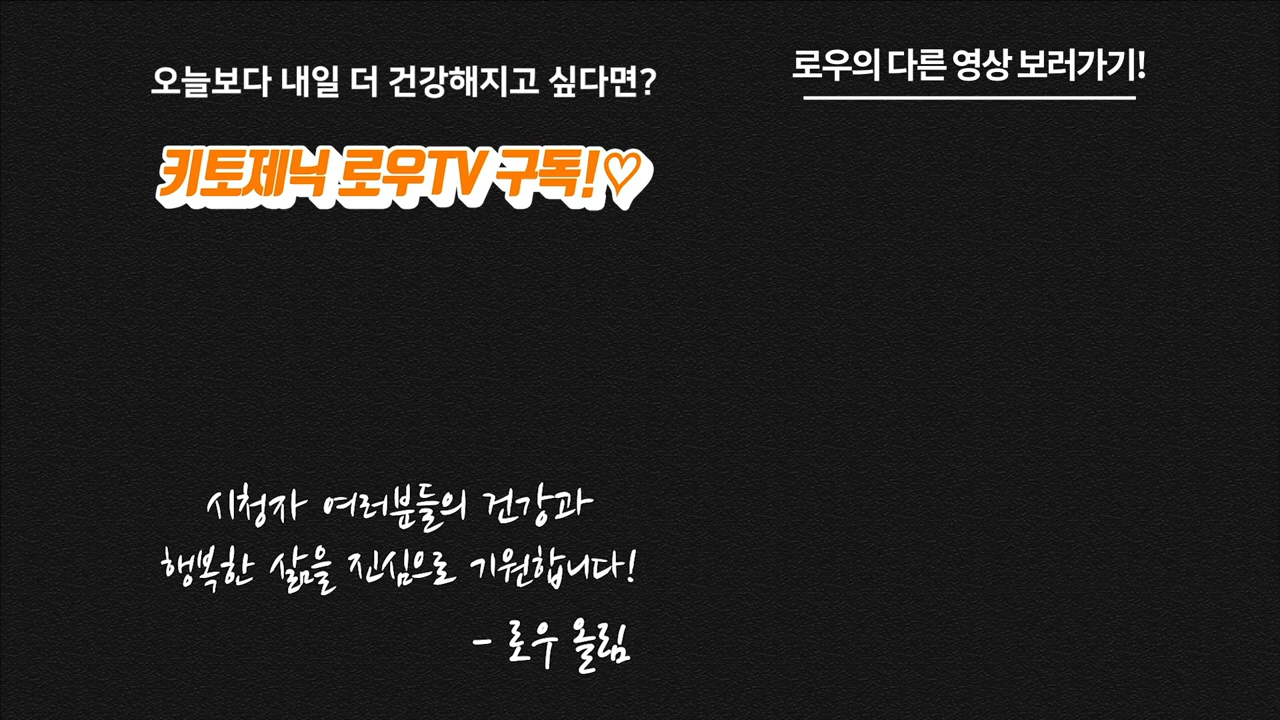 오늘보다 내일 더 건강해지고 싶다면?
키토제닉 로우TV 구독!♡
로우의 다른 영상 보러가기!
시청자 여러분들의 건강과
행복한 삶을 진심으로 기원합니다!
- 로우 올림